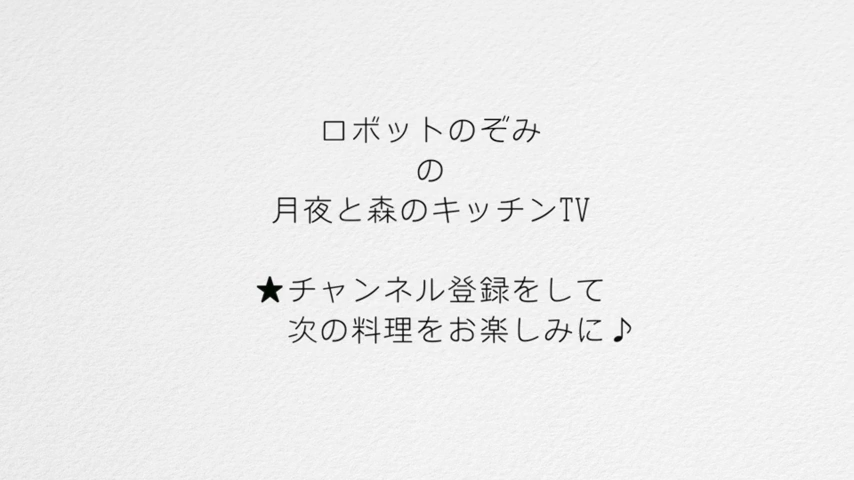 ロボットのぞみ
の
月夜と森のキッチンTV
★チャンネル登録をして
次の料理をお楽しみに♪